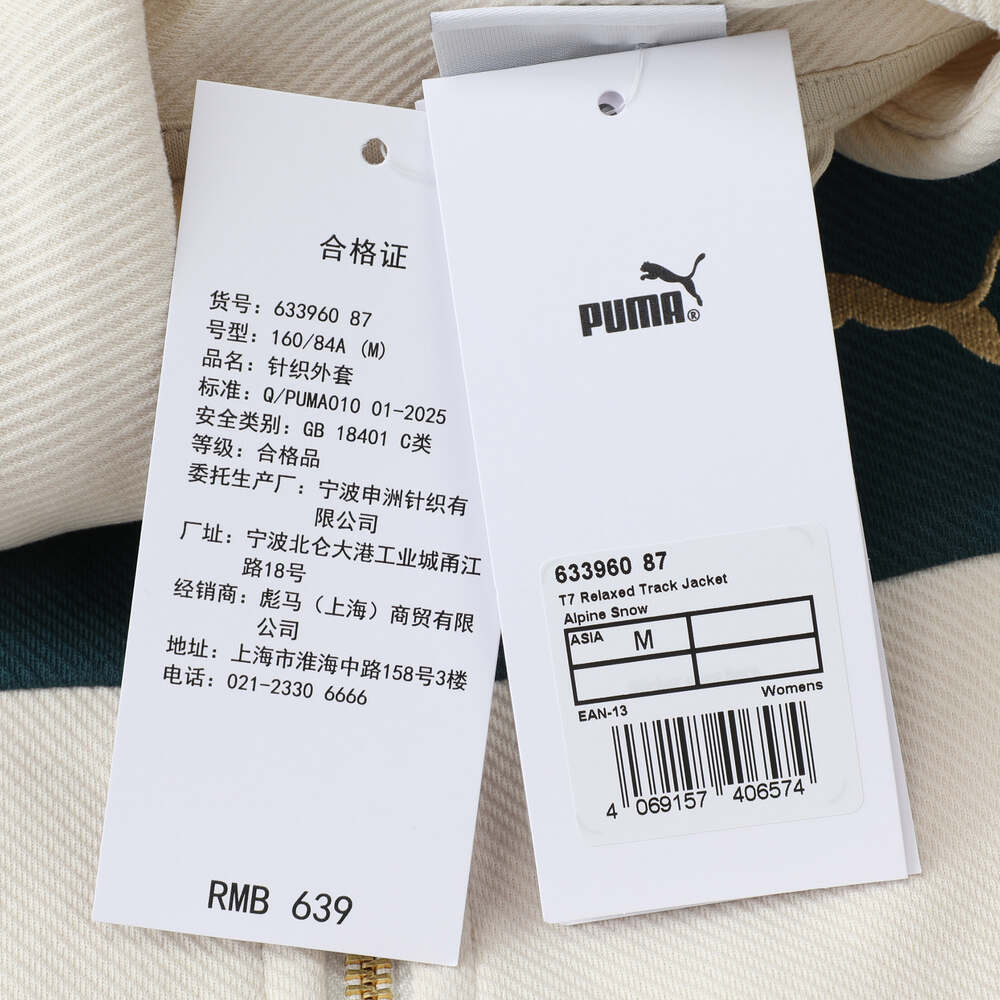 合格证
货号：633960 87
号型：160/84A (M)
品名：针织外套
标准：Q/PUMA010 01-2025
安全类别：GB 18401 C类
等级：合格品
委托生产厂：宁波申洲针织有
限公司
厂址：宁波北仑大港工业城甬江
路18号
经销商：彪马（上海）商贸有限
公司
地址：上海市淮海中路158号3楼
电话：021-2330 6666
RMB 639
PUMA®
633960 87
T7 Relaxed Track Jacket
Alpine Snow
ASIA M
Womens
EAN-13
4 069157 406574